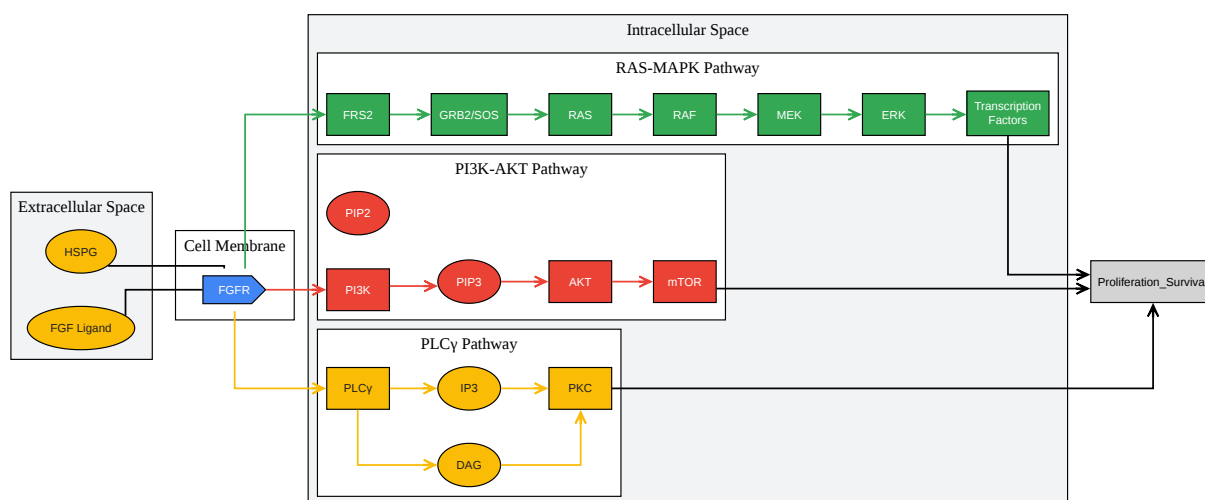 Intracellular Space
RAS-MAPK Pathway
FRS2
GRB2/SOS
RAS
RAF
MEK
ERK
Transcription
Factors
PI3K-AKT Pathway
PIP2
Extracellular Space
HSPG
FGF Ligand
Cell Membrane
FGFR
PI3K
PIP3
AKT
mTOR
Proliferation_Surviva
PLCγ Pathway
PLCγ
IP3
PKC
DAG